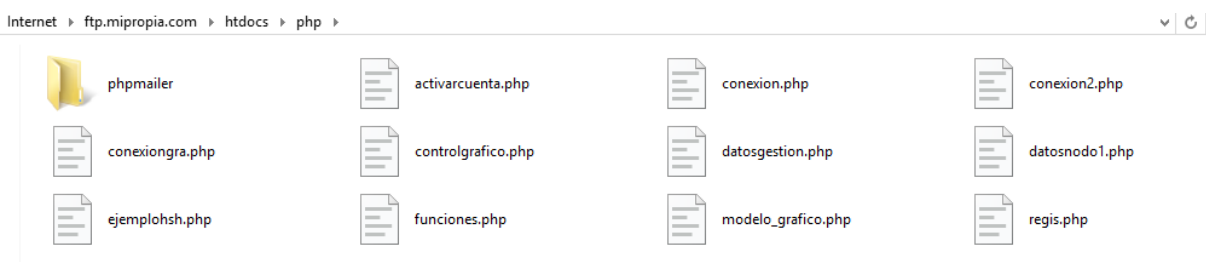 Internet ▸ ftp.mipropia.com ▸ htdocs ▸ php ▸
phpmailer activarcuenta.php conexion.php conexion2.php
conexiongra.php controlgrafico.php datosgestion.php datosnodo1.php
ejemplohsh.php funciones.php modelo_grafico.php regis.php